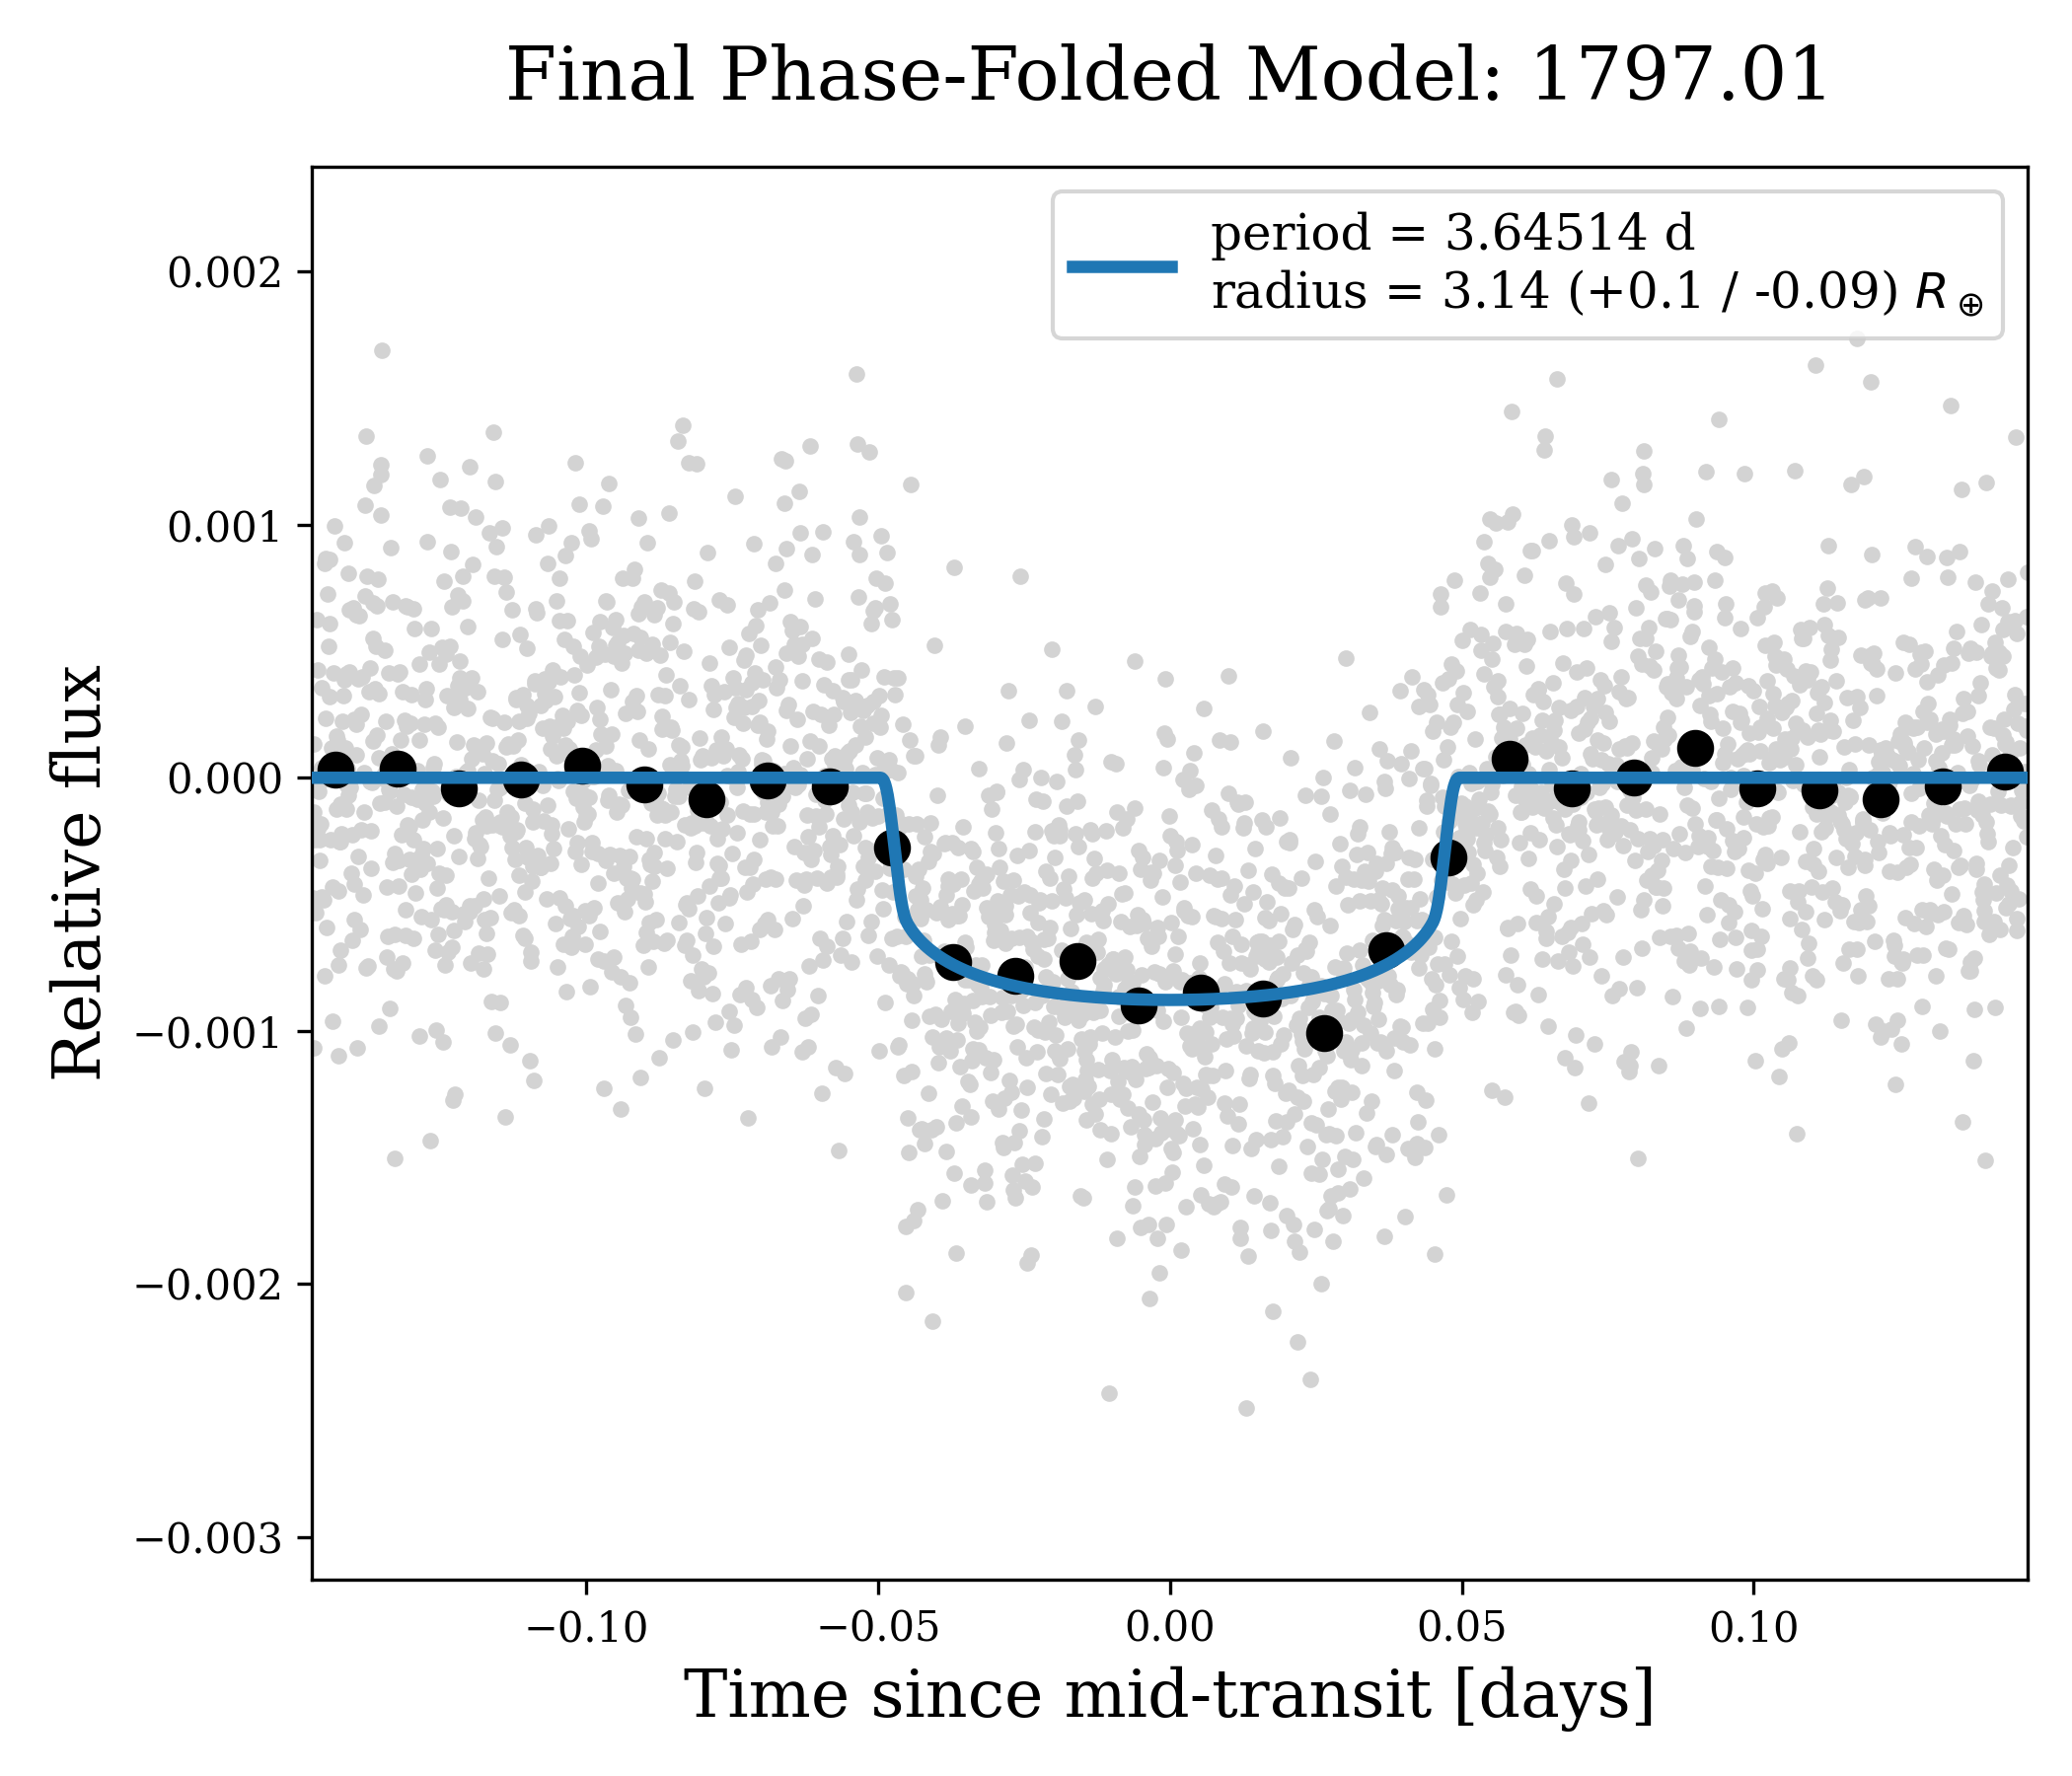 Final Phase-Folded Model: 1797.01
period = 3.64514 d
radius = 3.14 (+0.1 / -0.09) R⊕
0.002
0.001
0.000
−0.001
−0.002
−0.003
Relative flux
−0.10 −0.05 0.00 0.05 0.10
Time since mid-transit [days]